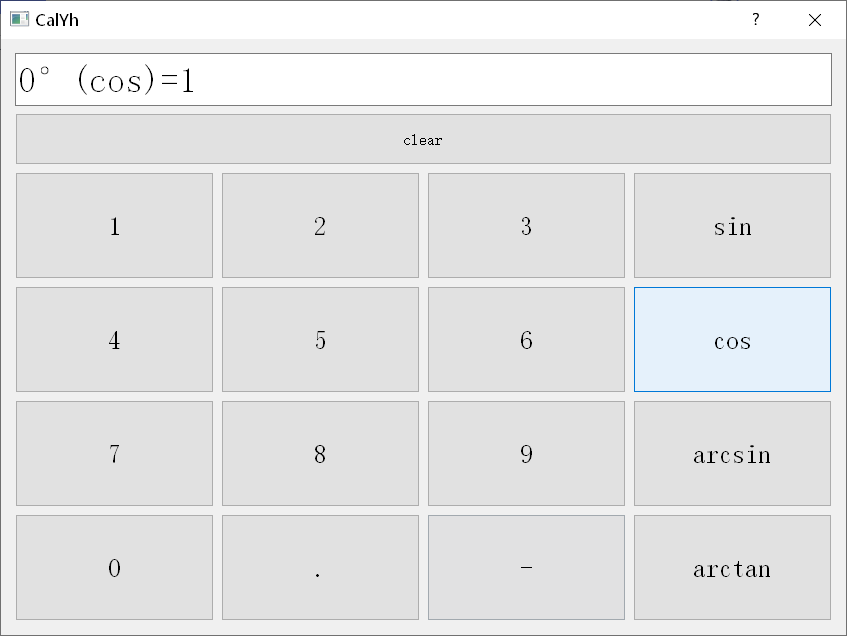 CalYh ?
0° (cos)=1
clear
1 2 3 sin
4 5 6 cos
7 8 9 arcsin
0 . - arctan